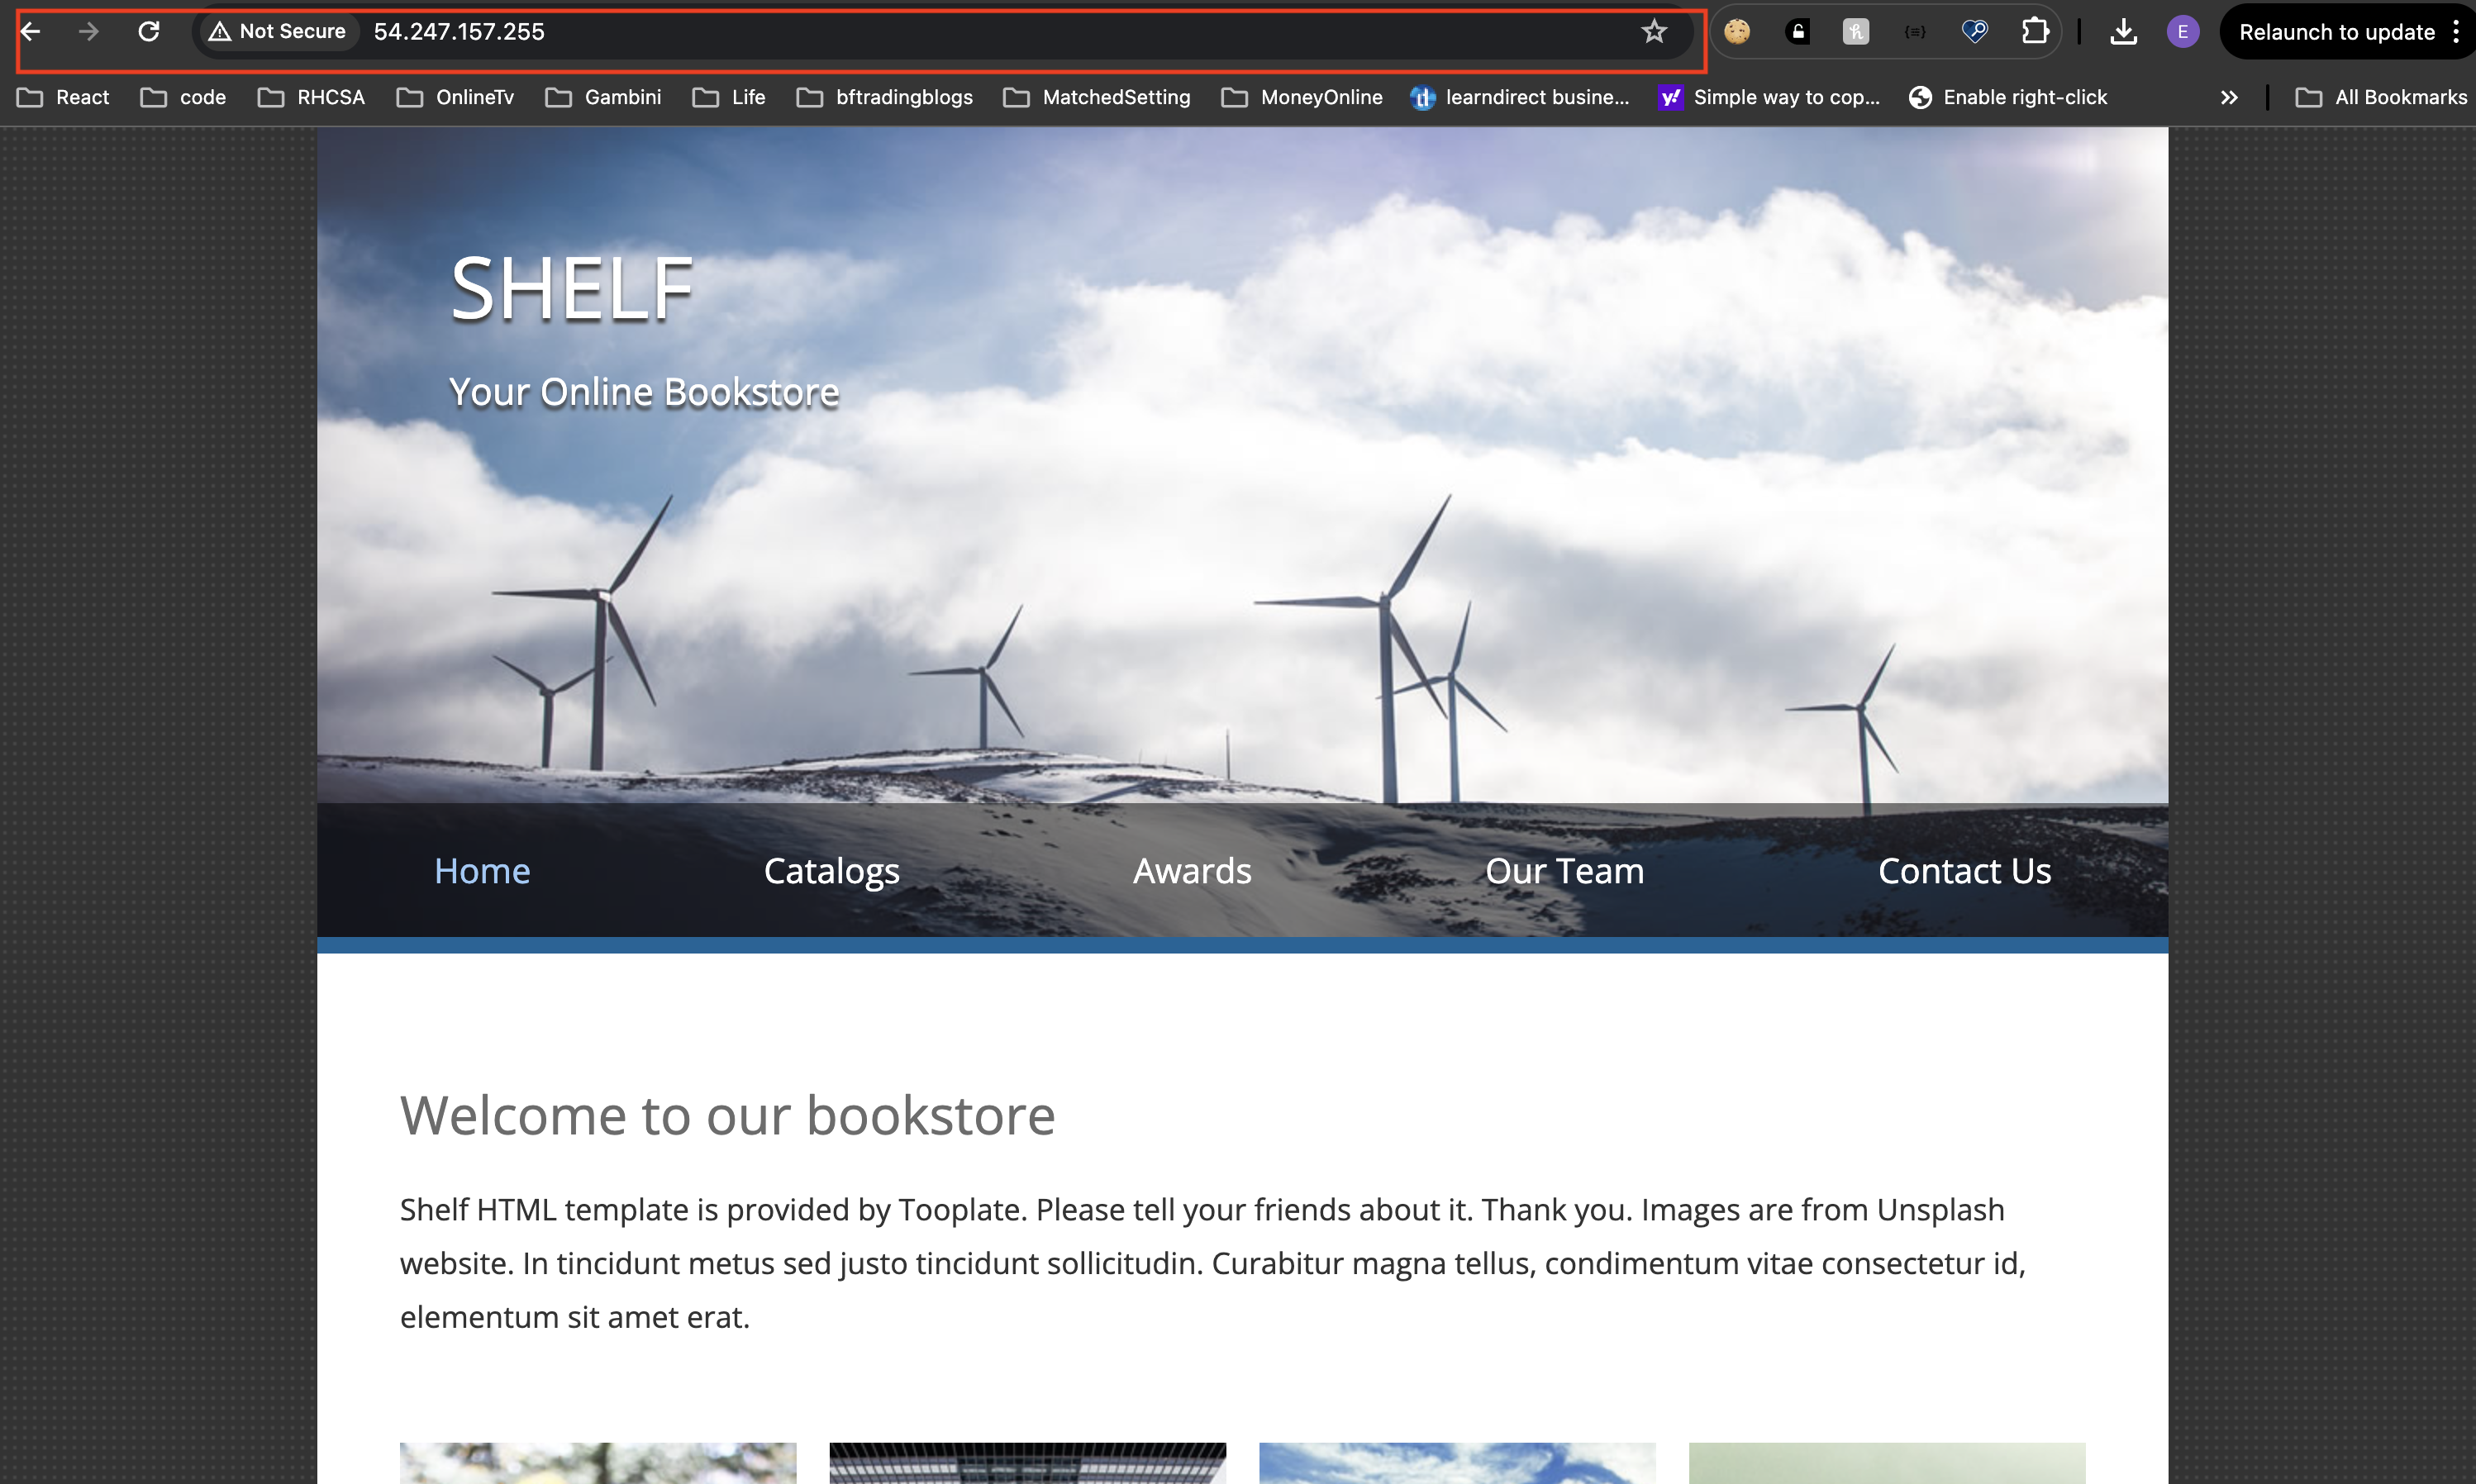 Not Secure 54.247.157.255 E Relaunch to update
React code RHCSA OnlineTv Gambini Life bftradingblogs MatchedSetting MoneyOnline learndirect busine... Simple way to cop... Enable right-click All Bookmarks
SHELF
Your Online Bookstore
Home Catalogs Awards Our Team Contact Us
Welcome to our bookstore
Shelf HTML template is provided by Tooplate. Please tell your friends about it. Thank you. Images are from Unsplash
website. In tincidunt metus sed justo tincidunt sollicitudin. Curabitur magna tellus, condimentum vitae consectetur id,
elementum sit amet erat.